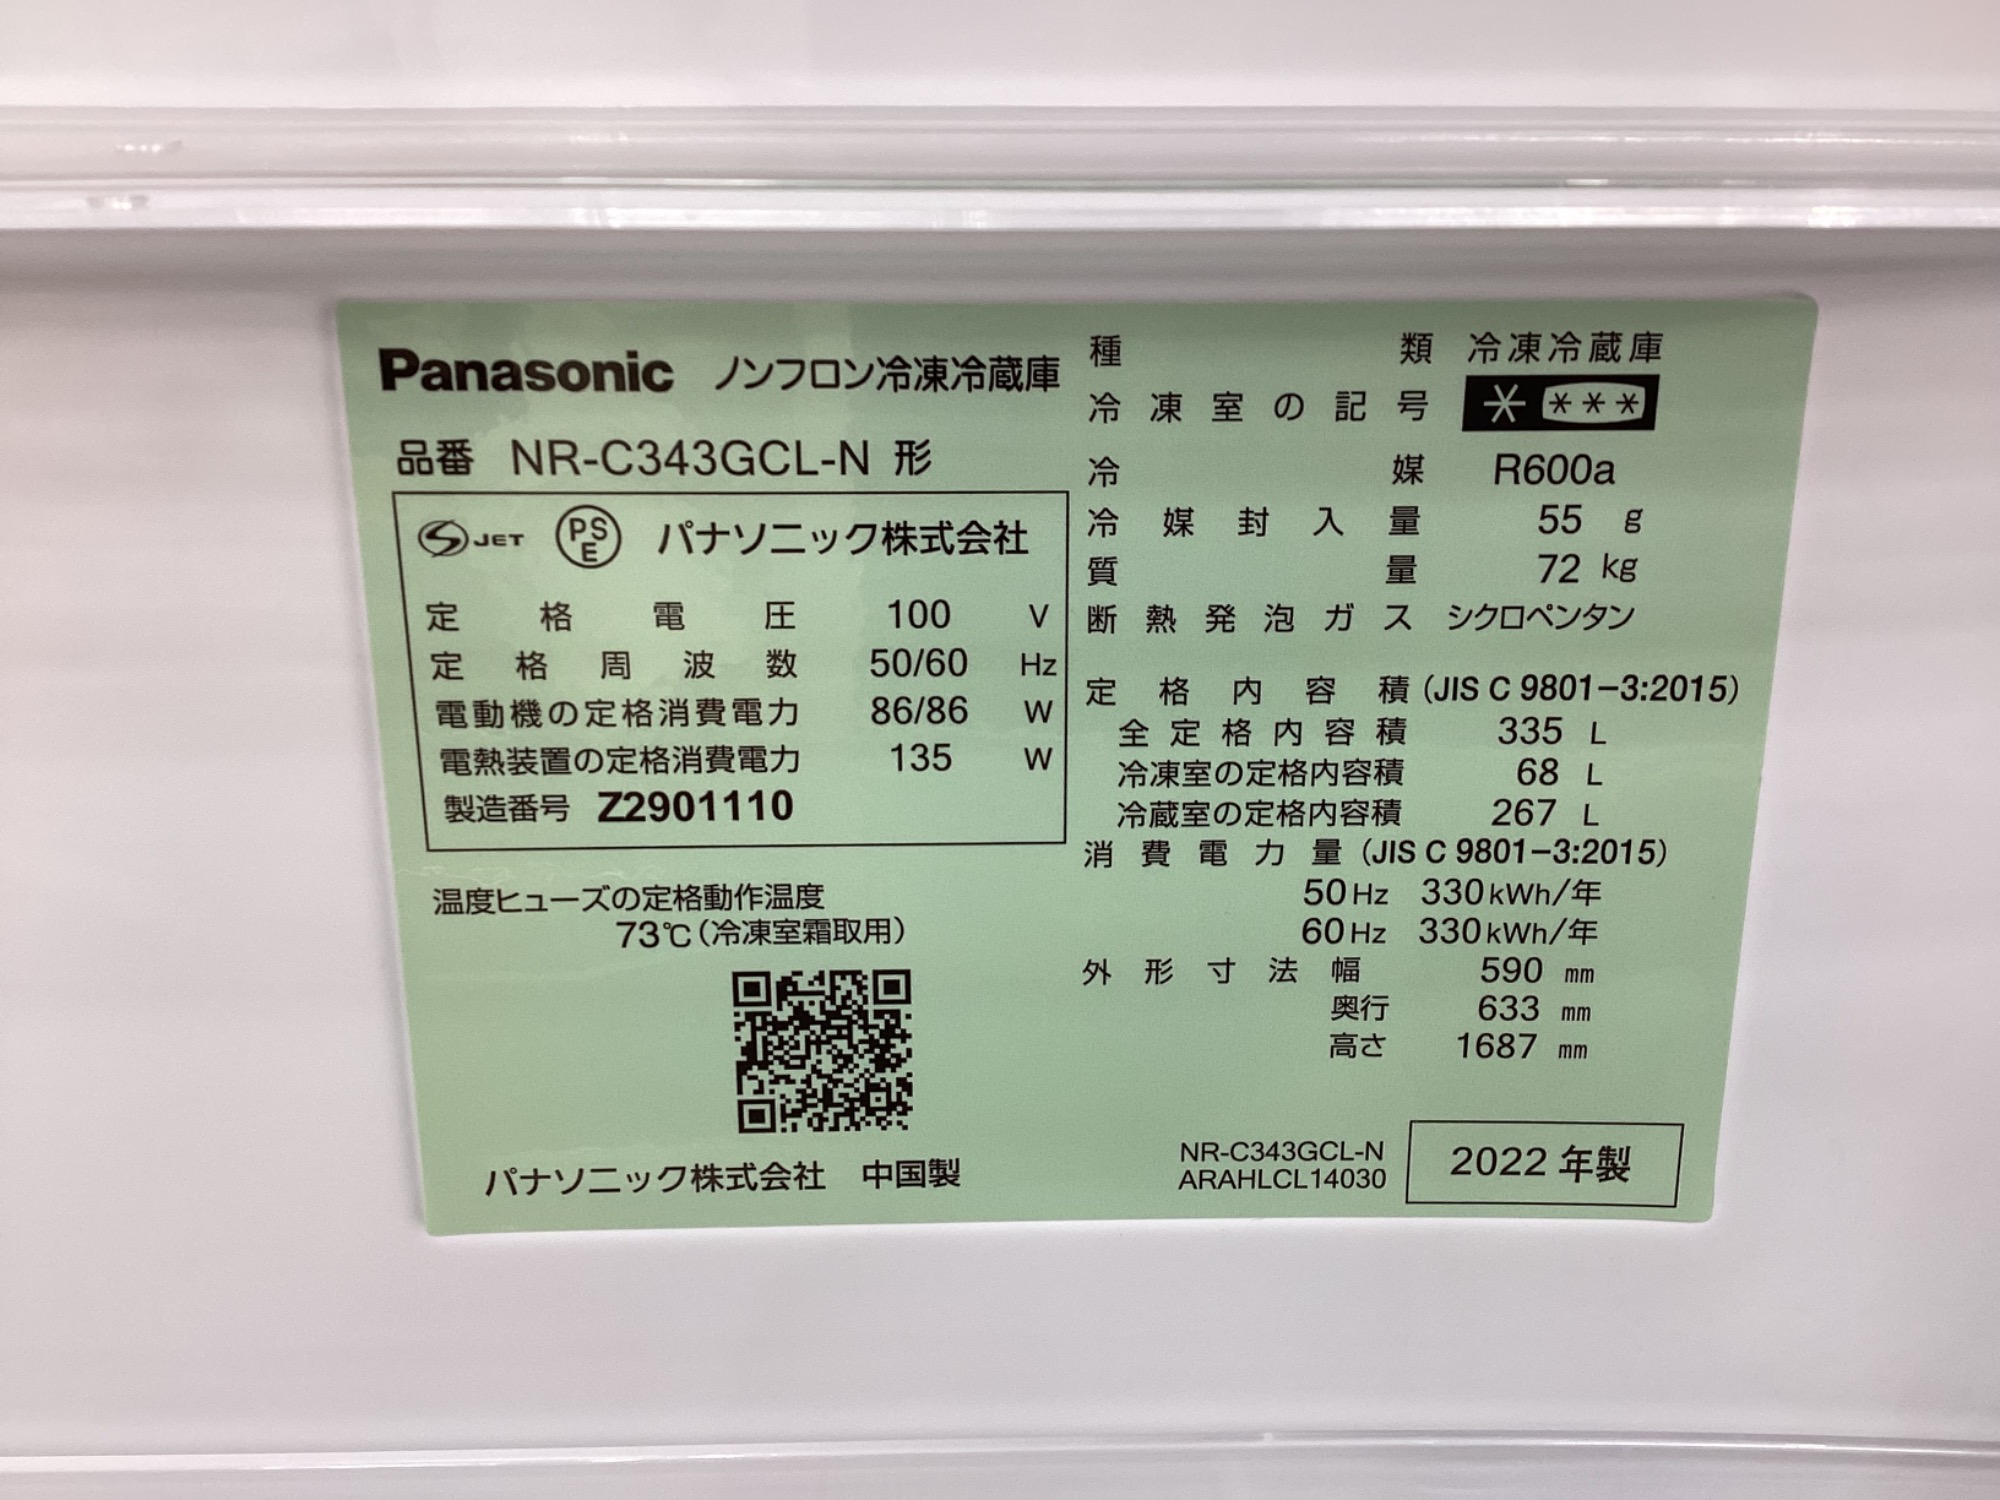 Panasonic ノンフロン冷凍冷蔵庫
品番 NR-C343GCL-N 形
JET PSE パナソニック株式会社
定格電圧 100 V
定格周波数 50/60 Hz
電動機の定格消費電力 86/86 W
電熱装置の定格消費電力 135 W
製造番号 Z2901110
温度ヒューズの定格動作温度
73℃(冷凍室霜取用)
パナソニック株式会社 中国製
種類 冷凍冷蔵庫
冷凍室の記号 * ***
冷媒 R600a
冷媒封入量 55 g
質量 72 kg
断熱発泡ガス シクロペンタン
定格内容積(JIS C 9801-3:2015)
全定格内容積 335 L
冷凍室の定格内容積 68 L
冷蔵室の定格内容積 267 L
消費電力量(JIS C 9801-3:2015)
50Hz 330kWh/年
60Hz 330kWh/年
外形寸法 幅 590 mm
奥行 633 mm
高さ 1687 mm
NR-C343GCL-N
ARAHLCL14030
2022年製